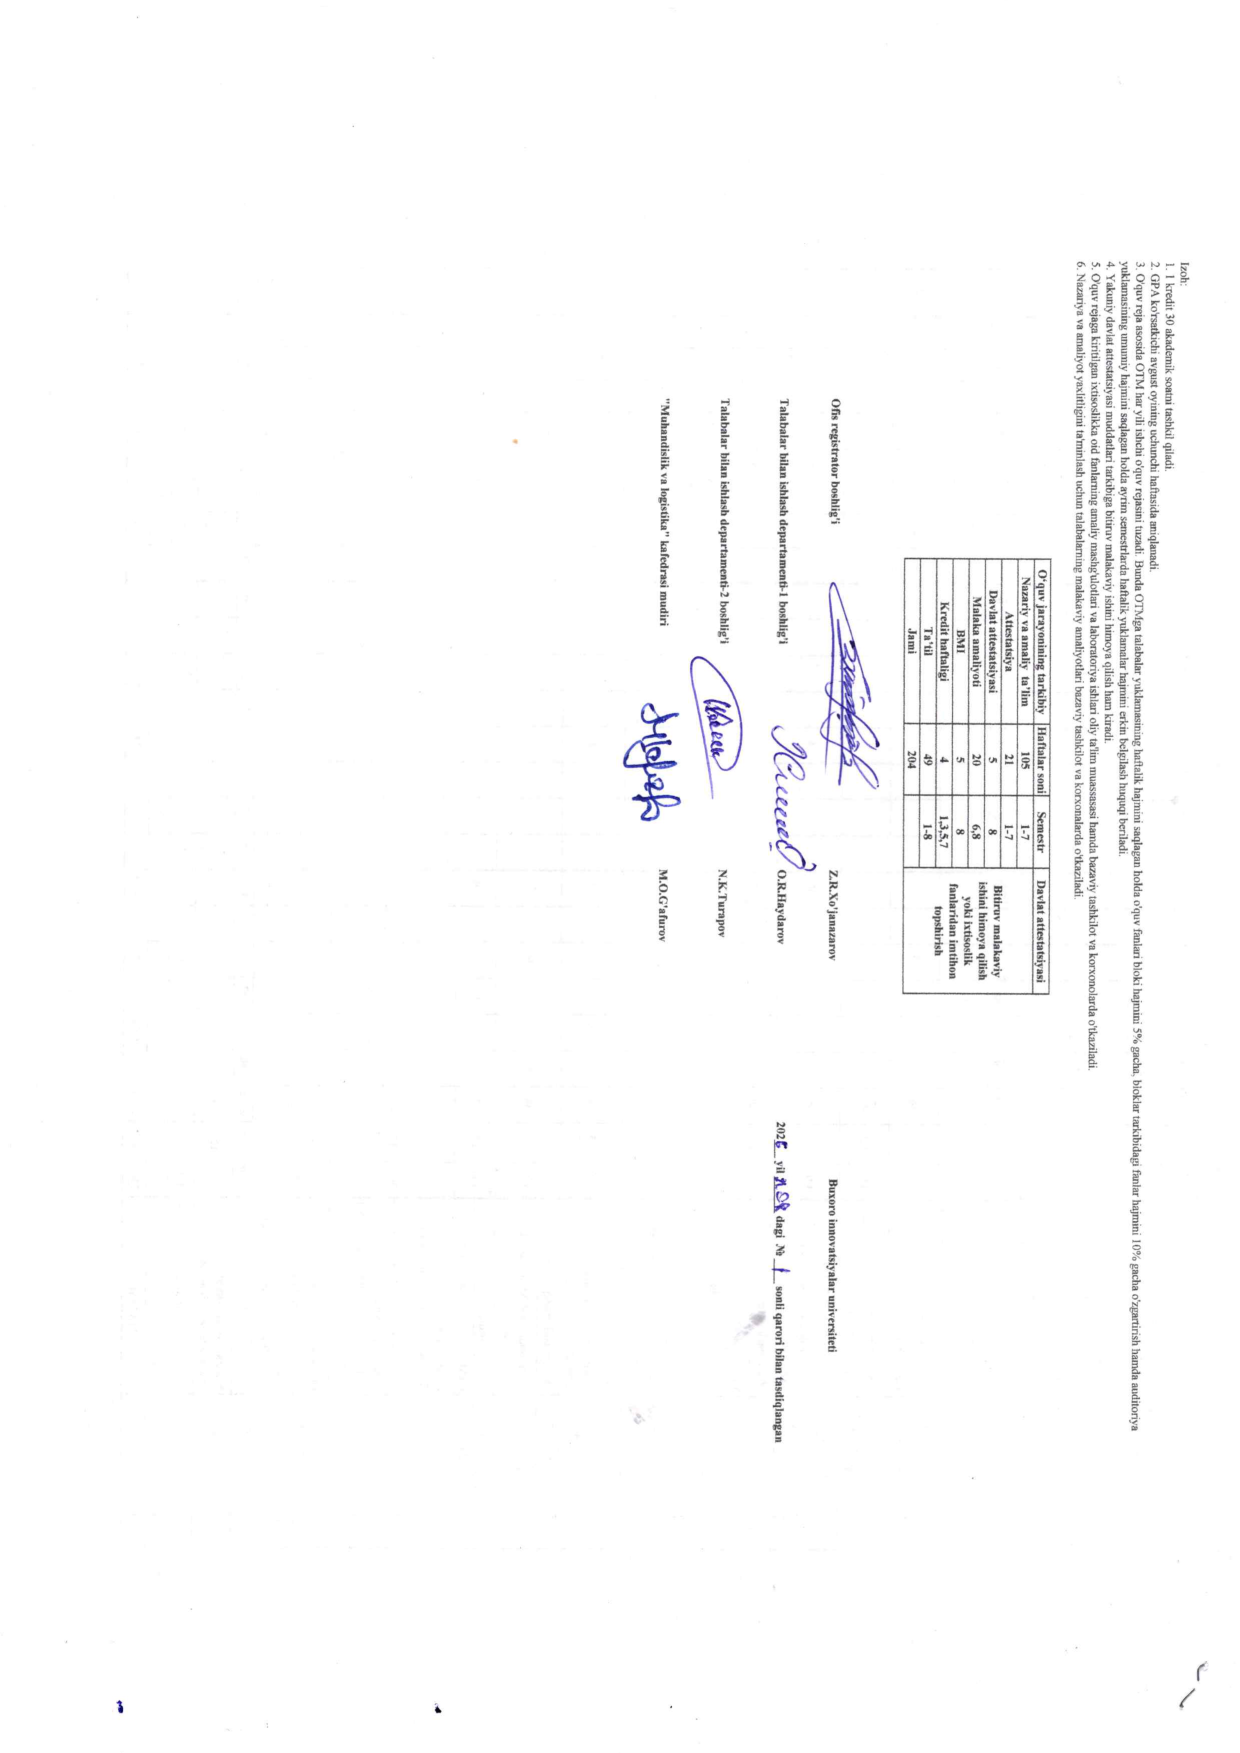 Izoh:
1. 1 kredit 30 akademik soatni tashkil qiladi.
2. GPA ko'rsatkichi avgust oyining uchunchi haftasida aniqlanadi.
3. O'quv reja asosida OTM har yili ishchi o'quv rejasini tuzadi. Bunda OTMga talabalar yuklamasining haftalik hajmini saqlagan holda o'quv fanlari bloki hajmini 5% gacha, bloklar tarkibidagi fanlar hajmini 10% gacha o'zgartirish hamda auditoriya
yuklamasining umumiy hajmini saqlagan holda ayrim semestrlarda haftalik yuklamalar hajmini erkin belgilash huquqi beriladi.
4. Yakuniy davlat attestatsiyasi muddatlari tarkibiga bitiruv malakaviy ishini himoya qilish ham kiradi.
5. O'quv rejaga kiritilgan ixtisoslikka oid fanlarning amaliy mashg'ulotlari va laboratoriya ishlari oliy ta'lim muassasasi hamda bazaviy tashkilot va korxonolarda o'tkaziladi.
6. Nazariya va amaliyot yaxlitligini ta'minlash uchun talabalarning malakaviy amaliyotlari bazaviy tashkilot va korxonalarda o'tkaziladi.
O'quv jarayonining tarkibiy Haftalar soni Semestr Davlat attestatsiyasi
Nazariy va amaliy ta'lim 105 1-7
Attestatsiya 21 1-7
Davlat attestatsiyasi 5 8
Malaka amaliyoti 20 6,8
BMI 5 8
Kredit haftaligi 4 1,3,5,7
Ta'til 49 1-8
Jami 204
Bitiruv malakaviy
ishini himoya qilish
yoki ixtisoslik
fanlaridan imtihon
topshirish
Ofis registrator boshlig'i Z.R.Xo'janazarov Buxoro innovatsiyalar universiteti
Talabalar bilan ishlash departamenti-1 boshlig'i O.R.Haydarov 202 yil dagi № 1 sonli qarori bilan tasdiqlangan
Talabalar bilan ishlash departamenti-2 boshlig'i N.K.Turapov
"Muhandislik va logistika" kafedrasi mudiri M.O.G'afurov